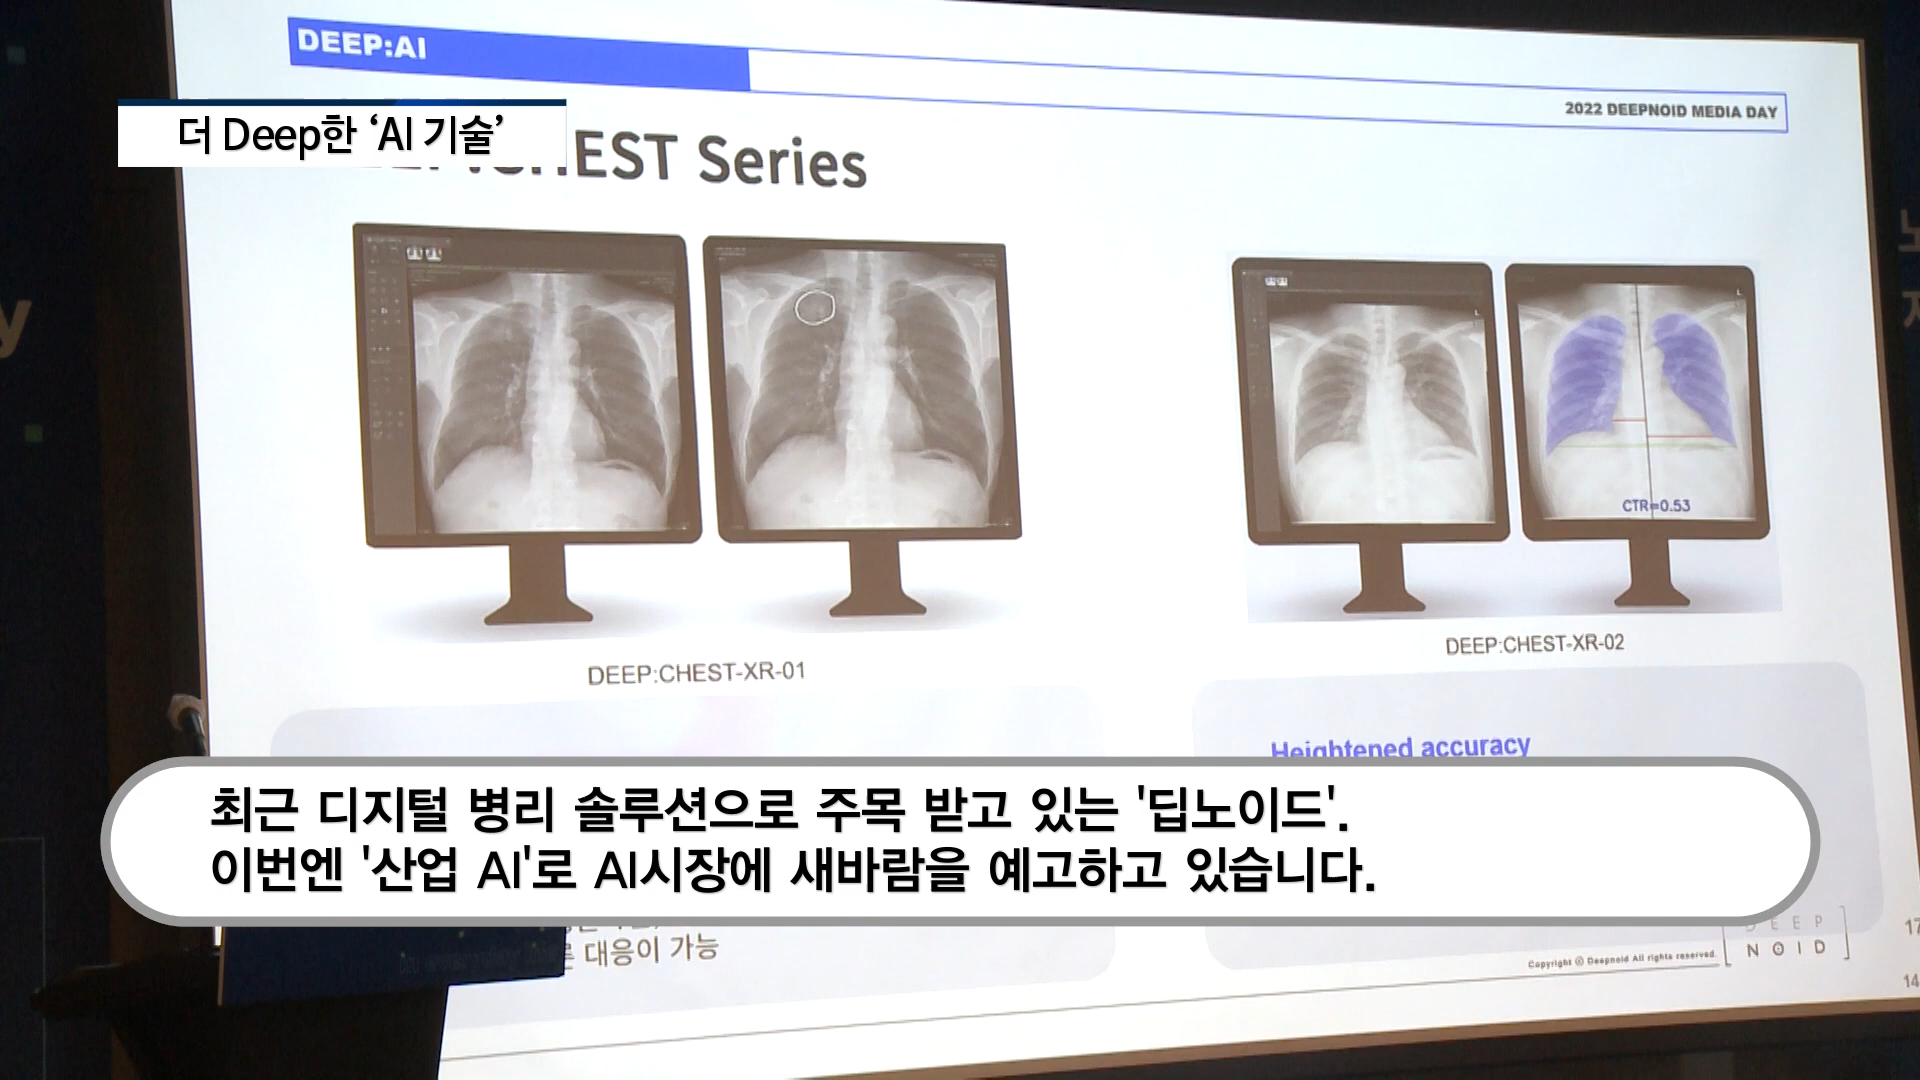 DEEP:AI
2022 DEEPNOID MEDIA DAY
더 Deep한 ‘AI 기술’
CHEST Series
L
L
CTR=0.53
DEEP:CHEST-XR-01
DEEP:CHEST-XR-02
Heightened accuracy
최근 디지털 병리 솔루션으로 주목 받고 있는 '딥노이드'.
이번엔 '산업 AI'로 AI시장에 새바람을 예고하고 있습니다.
대응이 가능
DEEP
NOID
Copyright ⓒ Deepnoid All rights reserved.
17
14